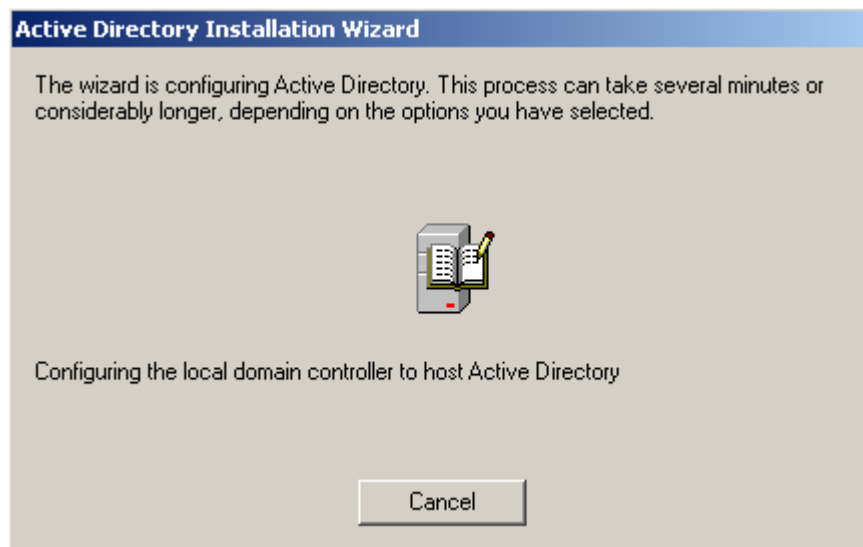 Active Directory Installation Wizard
The wizard is configuring Active Directory. This process can take several minutes or
considerably longer, depending on the options you have selected.
Configuring the local domain controller to host Active Directory
Cancel